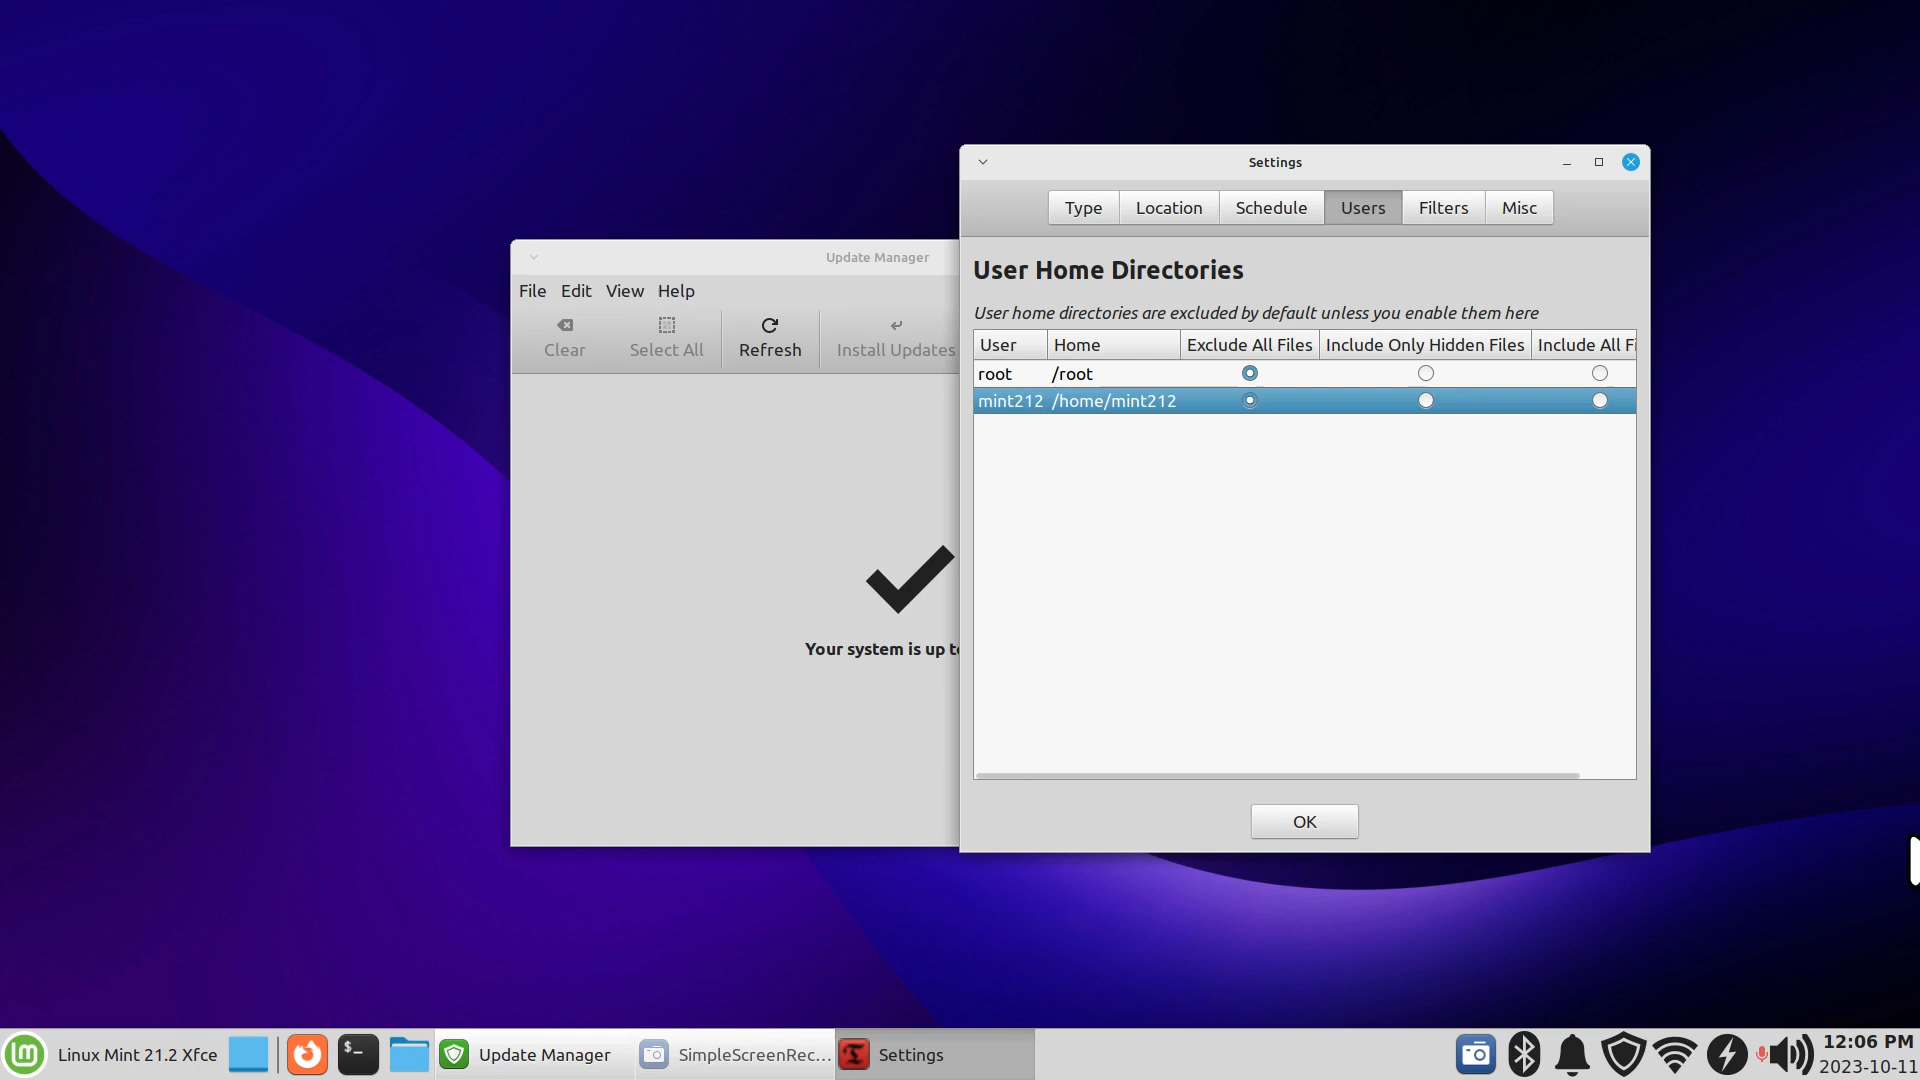 Settings
Type Location Schedule Users Filters Misc
User Home Directories
User home directories are excluded by default unless you enable them here
User Home Exclude All Files Include Only Hidden Files Include All Fi
root /root
mint212 /home/mint212
OK
Update Manager
File Edit View Help
Clear Select All Refresh Install Updates
Your system is up to
Linux Mint 21.2 Xfce
$_
Update Manager
SimpleScreenRec...
Settings
12:06 PM
2023-10-11